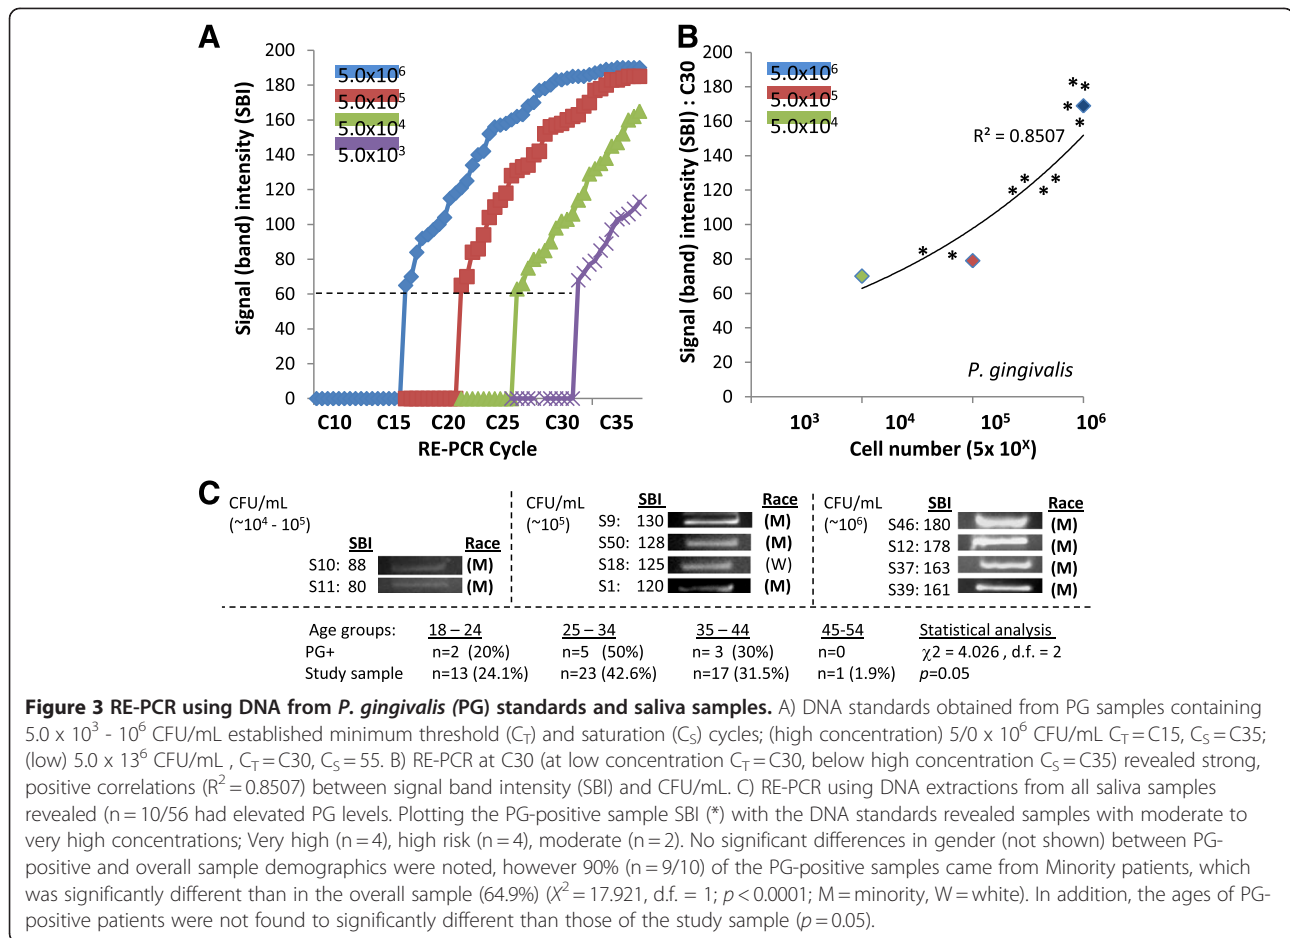 A
200
180
160
140
120
100
80
60
40
20
0
Signal (band) intensity (SBI)
5.0x10⁶
5.0x10⁵
5.0x10⁴
5.0x10³
C10 C15 C20 C25 C30 C35
RE-PCR Cycle
B
200
180
160
140
120
100
80
60
40
20
0
Signal (band) intensity (SBI) : C30
5.0x10⁶
5.0x10⁵
5.0x10⁴
R² = 0.8507
* * * * * * * * * *
P. gingivalis
10³ 10⁴ 10⁵ 10⁶
Cell number (5x 10ˣ)
C
CFU/mL
(~10⁴ - 10⁵)
SBI Race
S10: 88 (M)
S11: 80 (M)
CFU/mL
(~10⁵)
SBI Race
S9: 130 (M)
S50: 128 (M)
S18: 125 (W)
S1: 120 (M)
CFU/mL
(~10⁶)
SBI Race
S46: 180 (M)
S12: 178 (M)
S37: 163 (M)
S39: 161 (M)
Age groups: 18 – 24 25 – 34 35 – 44 45-54 Statistical analysis
PG+ n=2 (20%) n=5 (50%) n= 3 (30%) n=0 χ2 = 4.026 , d.f. = 2
Study sample n=13 (24.1%) n=23 (42.6%) n=17 (31.5%) n=1 (1.9%) p=0.05
Figure 3 RE-PCR using DNA from P. gingivalis (PG) standards and saliva samples. A) DNA standards obtained from PG samples containing
5.0 x 10³ - 10⁶ CFU/mL established minimum threshold (C_T) and saturation (C_S) cycles; (high concentration) 5/0 x 10⁶ CFU/mL C_T = C15, C_S = C35;
(low) 5.0 x 13⁶ CFU/mL , C_T = C30, C_S = 55. B) RE-PCR at C30 (at low concentration C_T = C30, below high concentration C_S = C35) revealed strong,
positive correlations (R² = 0.8507) between signal band intensity (SBI) and CFU/mL. C) RE-PCR using DNA extractions from all saliva samples
revealed (n = 10/56 had elevated PG levels. Plotting the PG-positive sample SBI (*) with the DNA standards revealed samples with moderate to
very high concentrations; Very high (n = 4), high risk (n = 4), moderate (n = 2). No significant differences in gender (not shown) between PG-
positive and overall sample demographics were noted, however 90% (n = 9/10) of the PG-positive samples came from Minority patients, which
was significantly different than in the overall sample (64.9%) (X² = 17.921, d.f. = 1; p < 0.0001; M = minority, W = white). In addition, the ages of PG-
positive patients were not found to significantly different than those of the study sample (p = 0.05).